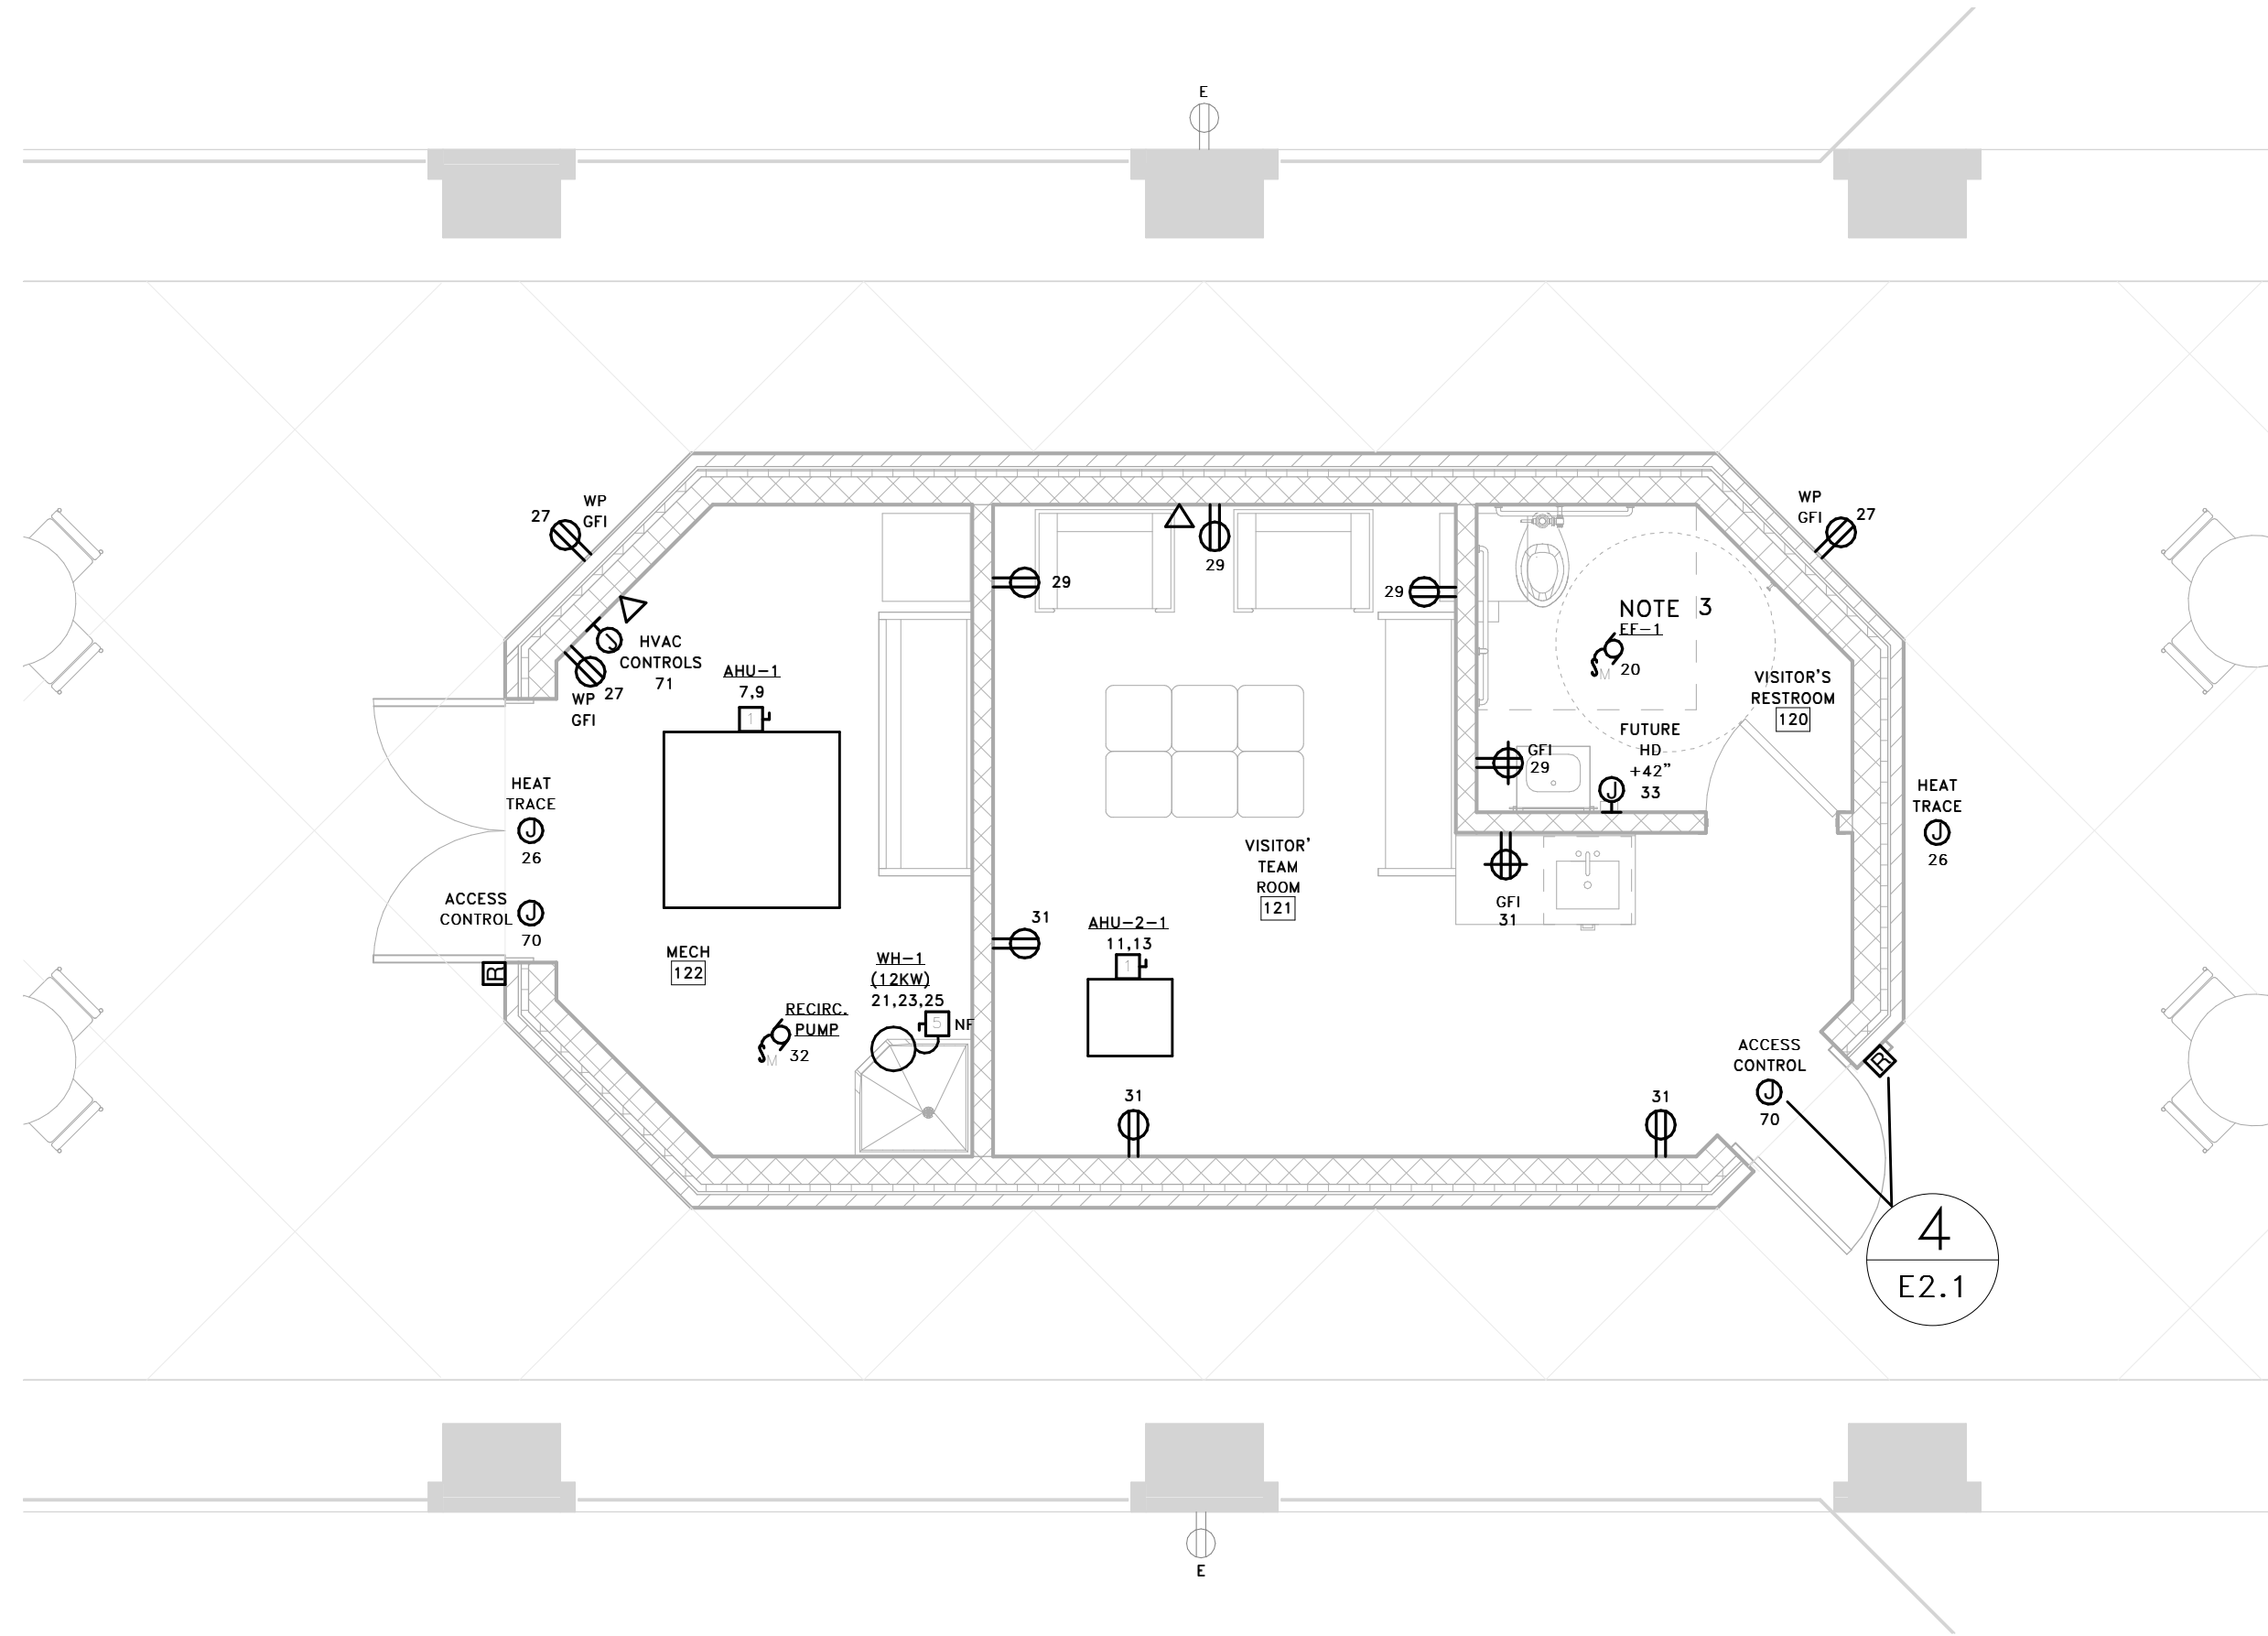 E
WP
GFI
27
WP
GFI
27
29
29
29
HVAC
CONTROLS
71
WP
GFI
27
AHU-1
7,9
1
NOTE 3
EF-1
20
M
VISITOR'S
RESTROOM
120
FUTURE
HD
+42"
33
J
GFI
29
HEAT
TRACE
J
26
HEAT
TRACE
J
26
VISITOR'
TEAM
ROOM
121
ACCESS
CONTROL
J
70
R
GFI
31
31
AHU-2-1
11,13
1
MECH
122
WH-1
(12KW)
21,23,25
5
NF
RECIRC.
PUMP
32
M
J
31
31
ACCESS
CONTROL
J
70
R
4
E2.1
E